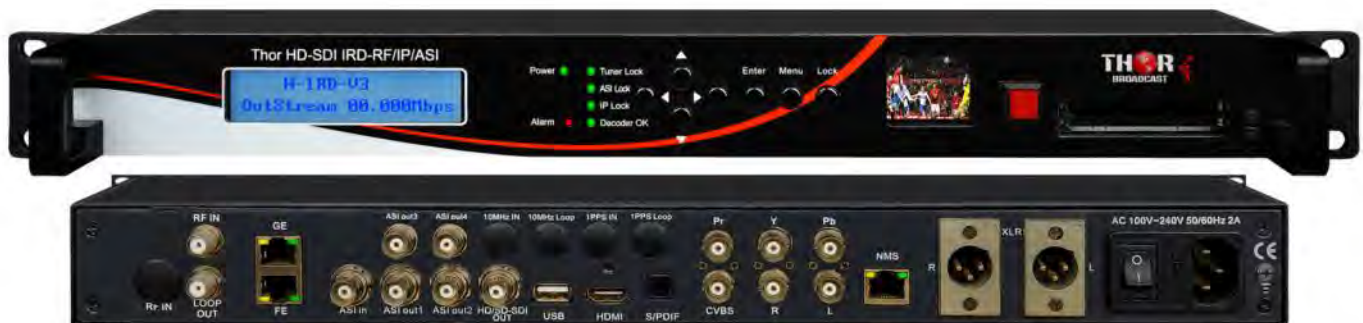 Thor HD-SDI IRD-RF/IP/ASI
H-IRD-V3
OutStream 00.000Mbps
Power
Tuner Lock
ASI Lock
IP Lock
Alarm
Decoder OK
Enter Menu Lock
THOR
BROADCAST
RF IN
LOOP OUT
Rr IN
GE
FE
ASI out3
ASI out4
10MHz IN
10MHz Loop
1PPS IN
1PPS Loop
ASI in
ASI out1
ASI out2
HD/SD-SDI OUT
USB
HDMI
S/PDIF
Pr Y Pb
CVBS R L
NMS
XLR
R
L
AC 100V~240V 50/60Hz 2A
O
I
CE